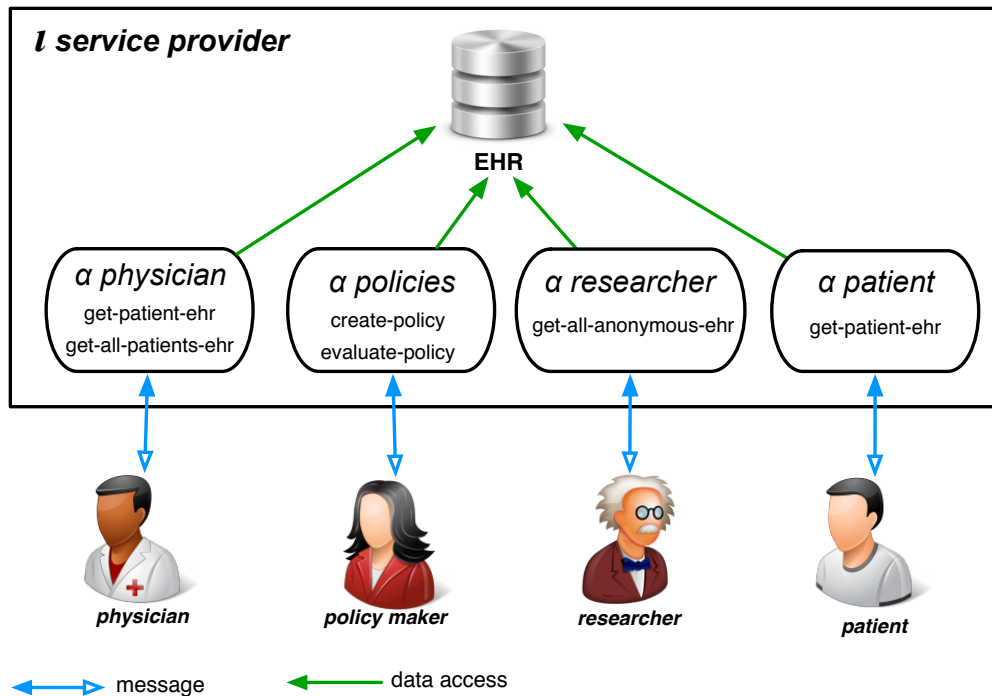 ι service provider
EHR
α physician
get-patient-ehr
get-all-patients-ehr
α policies
create-policy
evaluate-policy
α researcher
get-all-anonymous-ehr
α patient
get-patient-ehr
physician
policy maker
researcher
patient
message
data access